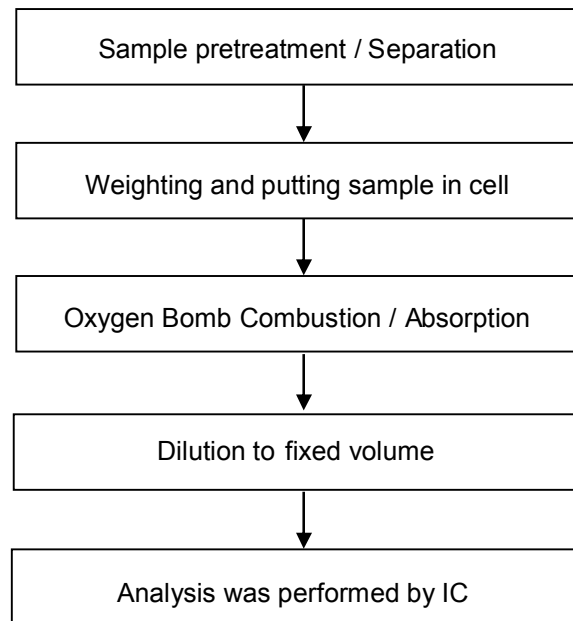 Sample pretreatment / Separation
Weighting and putting sample in cell
Oxygen Bomb Combustion / Absorption
Dilution to fixed volume
Analysis was performed by IC